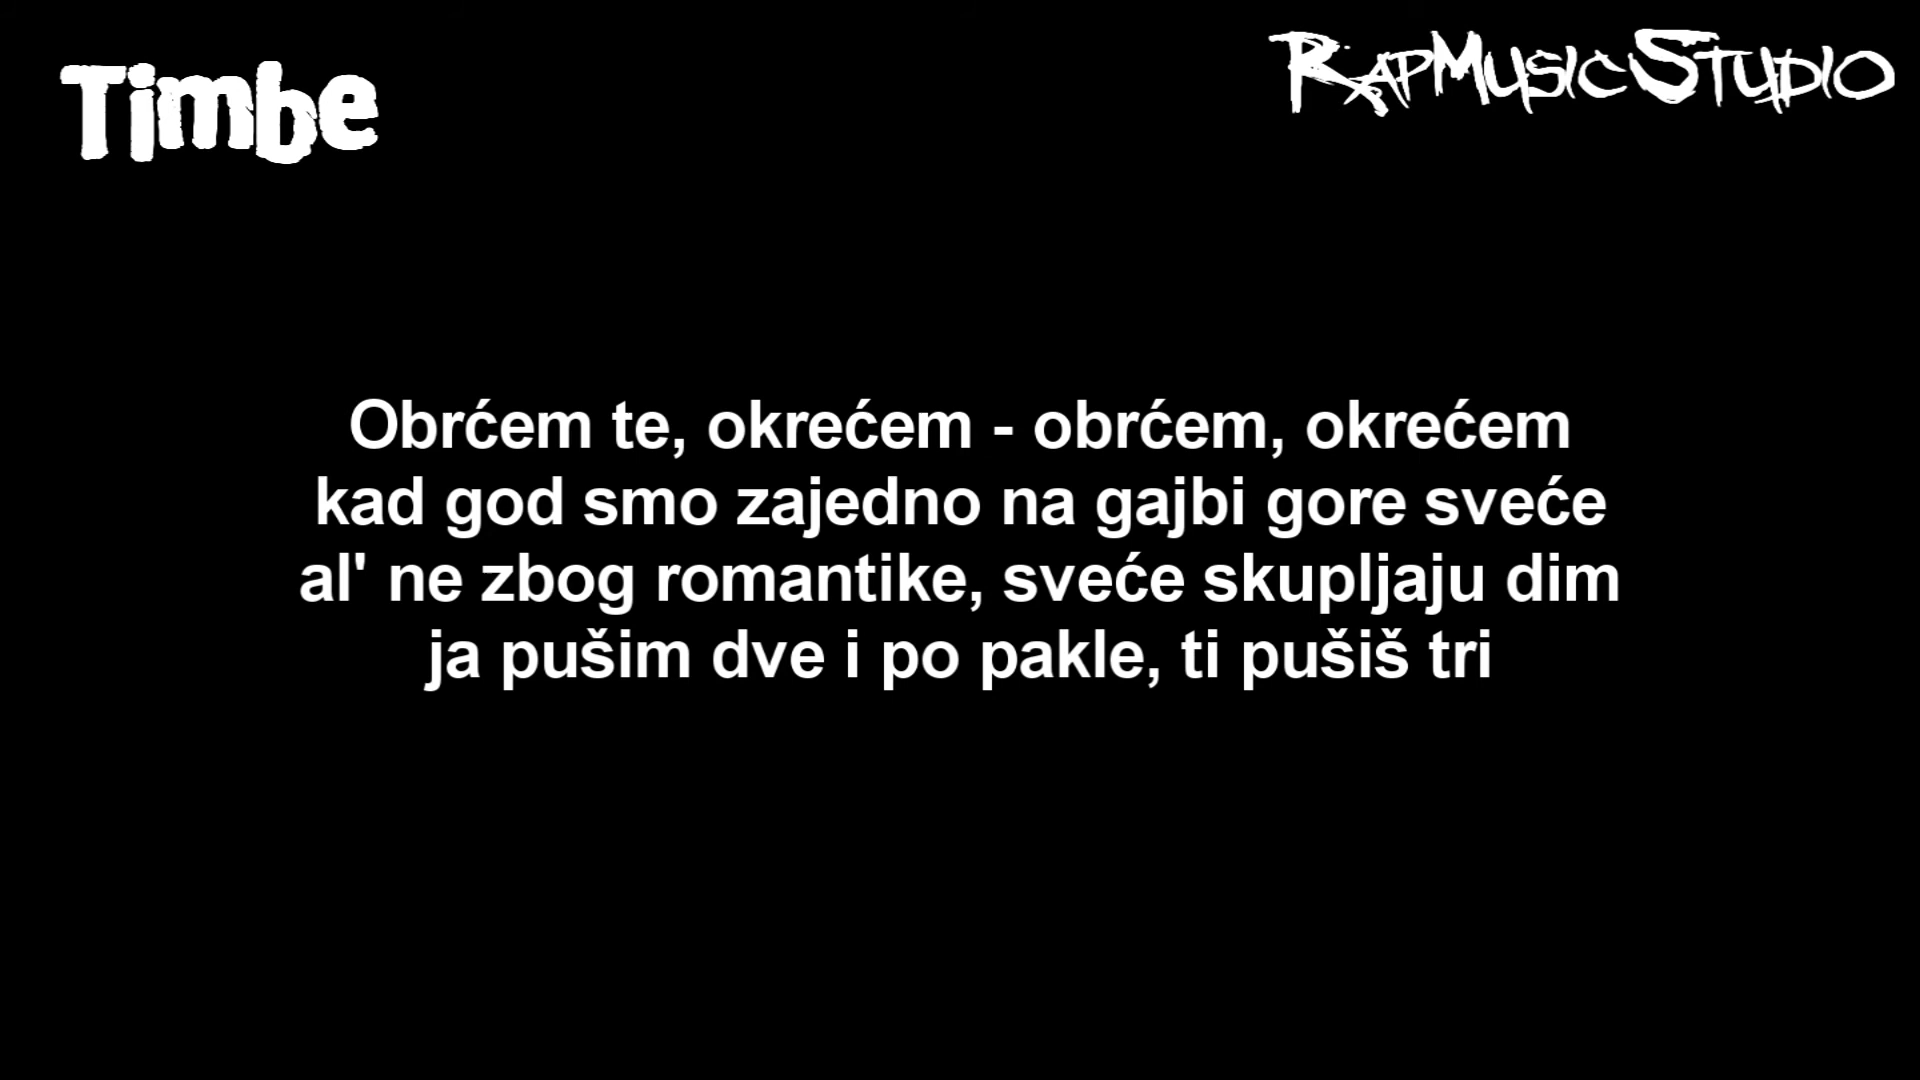 Timbe
RapMusicStudio
Obrćem te, okrećem - obrćem, okrećem
kad god smo zajedno na gajbi gore sveće
al' ne zbog romantike, sveće skupljaju dim
ja pušim dve i po pakle, ti pušiš tri